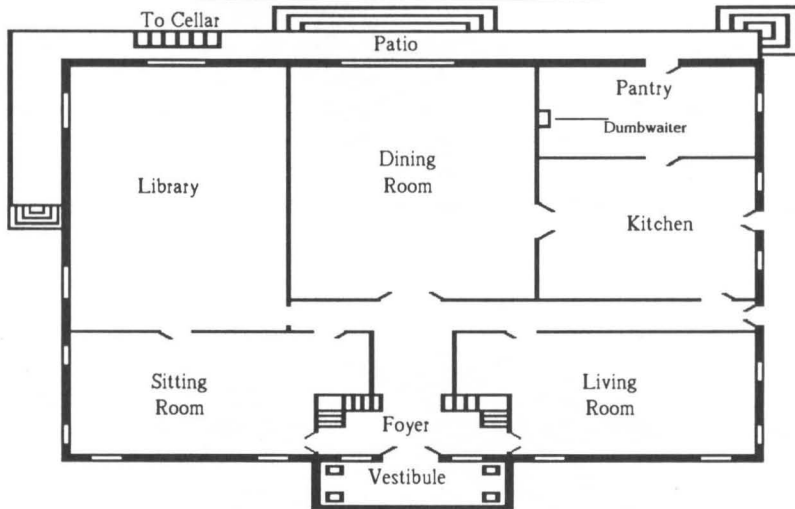 To Cellar
Patio
Pantry
Dumbwaiter
Dining
Room
Library
Kitchen
Sitting
Room
Living
Room
Foyer
Vestibule